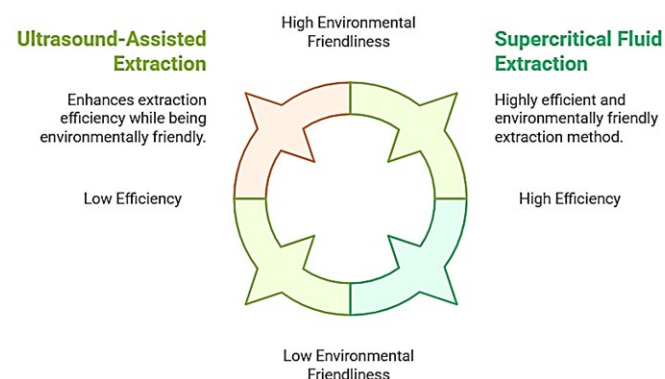 High Environmental
Friendliness
Ultrasound-Assisted
Extraction
Enhances extraction
efficiency while being
environmentally friendly.
Supercritical Fluid
Extraction
Highly efficient and
environmentally friendly
extraction method.
Low Efficiency
High Efficiency
Low Environmental
Friendliness